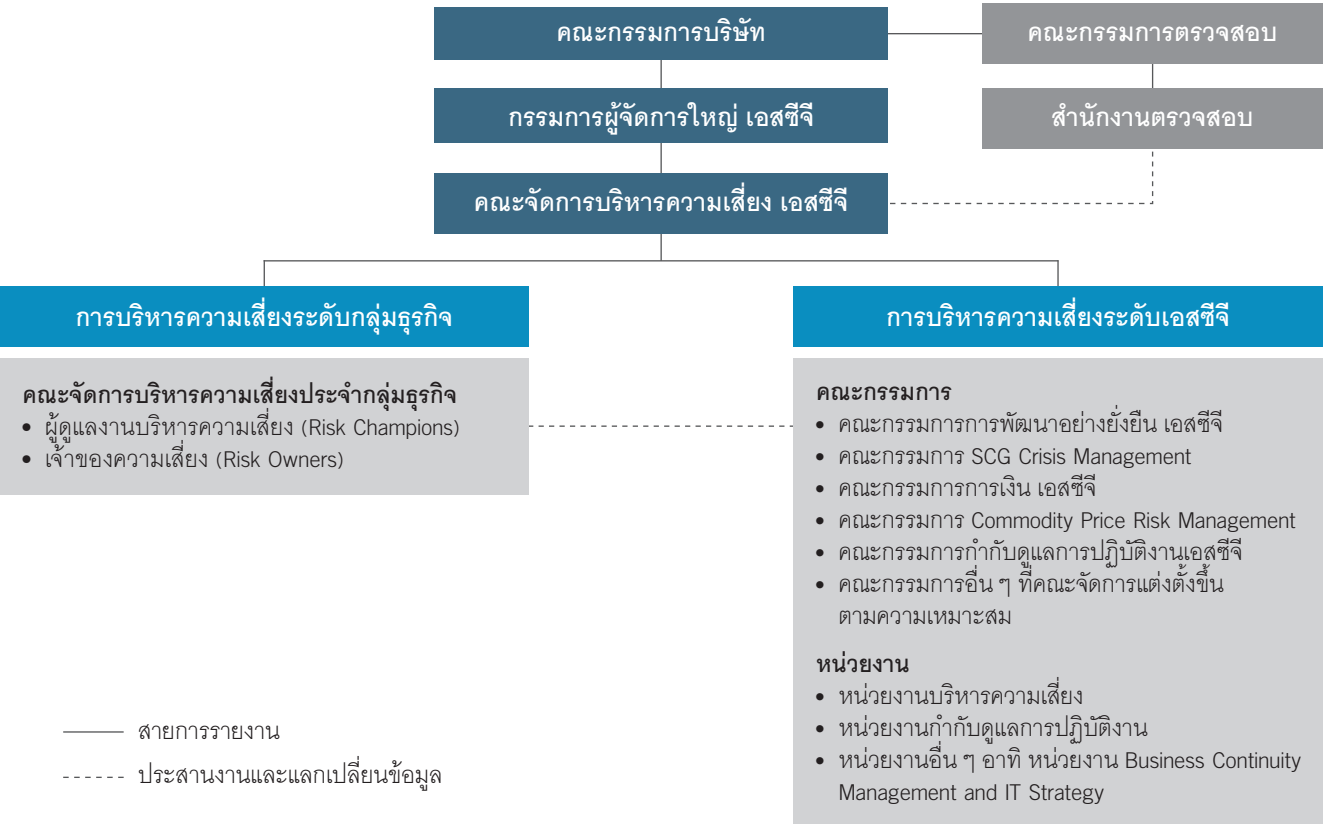 คณะกรรมการบริษัท
คณะกรรมการตรวจสอบ
กรรมการผู้จัดการใหญ่ เอสซีจี
สำนักงานตรวจสอบ
คณะจัดการบริหารความเสี่ยง เอสซีจี
การบริหารความเสี่ยงระดับกลุ่มธุรกิจ
คณะจัดการบริหารความเสี่ยงประจำกลุ่มธุรกิจ
• ผู้ดูแลงานบริหารความเสี่ยง (Risk Champions)
• เจ้าของความเสี่ยง (Risk Owners)
การบริหารความเสี่ยงระดับเอสซีจี
คณะกรรมการ
• คณะกรรมการการพัฒนาอย่างยั่งยืน เอสซีจี
• คณะกรรมการ SCG Crisis Management
• คณะกรรมการการเงิน เอสซีจี
• คณะกรรมการ Commodity Price Risk Management
• คณะกรรมการกำกับดูแลการปฏิบัติงานเอสซีจี
• คณะกรรมการอื่น ๆ ที่คณะจัดการแต่งตั้งขึ้น
ตามความเหมาะสม
หน่วยงาน
• หน่วยงานบริหารความเสี่ยง
• หน่วยงานกำกับดูแลการปฏิบัติงาน
• หน่วยงานอื่น ๆ อาทิ หน่วยงาน Business Continuity
Management and IT Strategy
สายการรายงาน
ประสานงานและแลกเปลี่ยนข้อมูล